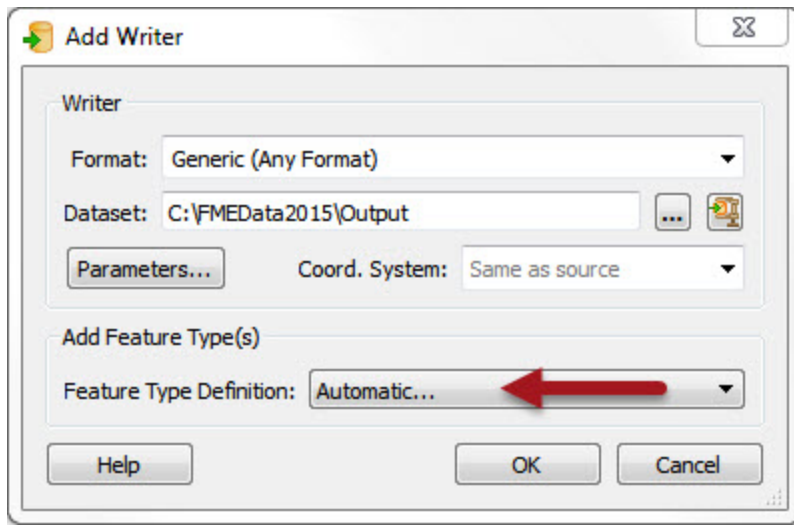 Add Writer
Writer
Format: Generic (Any Format)
Dataset: C:\FMEData2015\Output ...
Parameters... Coord. System: Same as source
Add Feature Type(s)
Feature Type Definition: Automatic...
Help OK Cancel